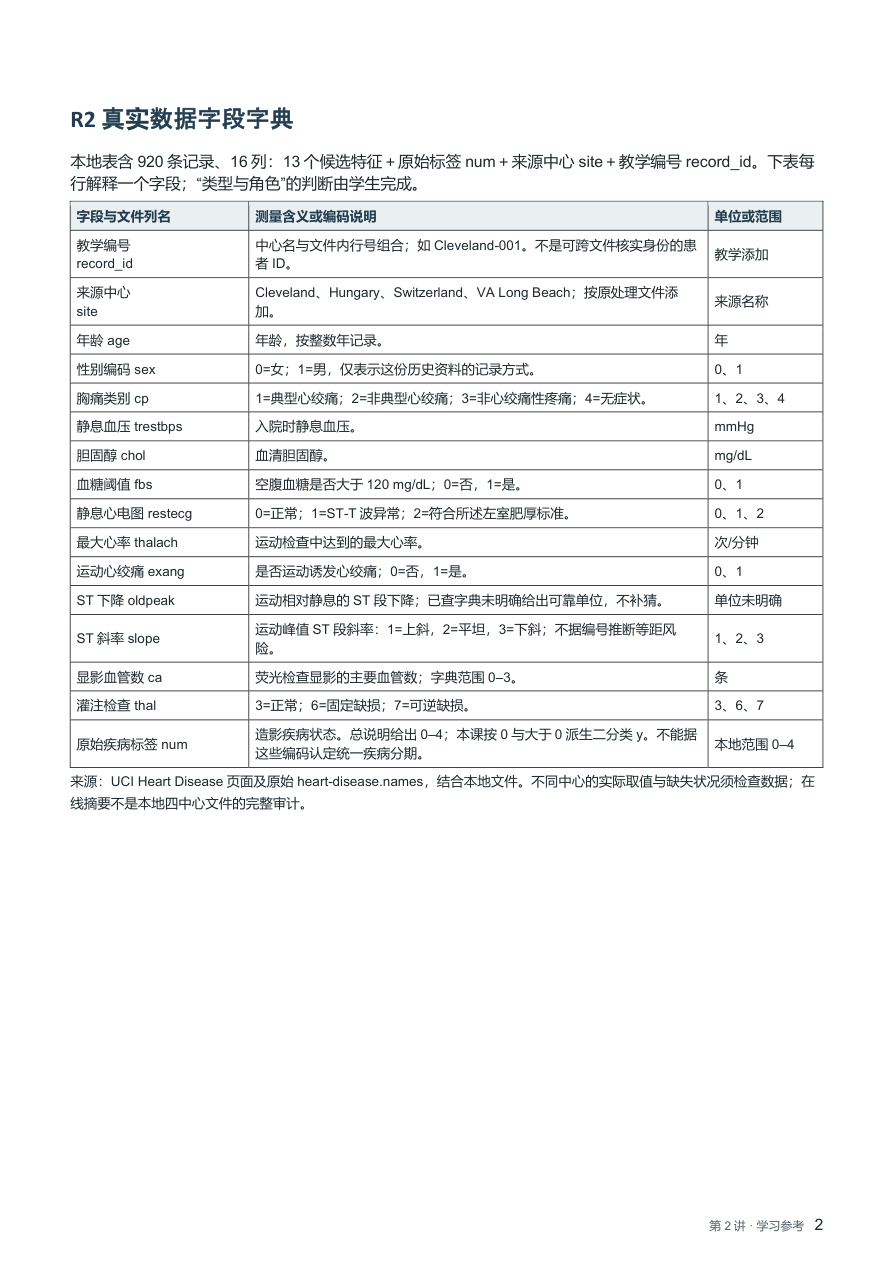 R2 真实数据字段字典
本地表含 920 条记录、16 列：13 个候选特征 + 原始标签 num + 来源中心 site + 教学编号 record_id。下表每
行解释一个字段；“类型与角色”的判断由学生完成。
字段与文件列名 测量含义或编码说明 单位或范围
教学编号
record_id
中心名与文件内行号组合；如 Cleveland-001。不是可跨文件核实身份的患
者 ID。
教学添加
来源中心
site
Cleveland、Hungary、Switzerland、VA Long Beach；按原处理文件添
加。
来源名称
年龄 age 年龄，按整数年记录。 年
性别编码 sex 0=女；1=男，仅表示这份历史资料的记录方式。 0、1
胸痛类别 cp 1=典型心绞痛；2=非典型心绞痛；3=非心绞痛性疼痛；4=无症状。 1、2、3、4
静息血压 trestbps 入院时静息血压。 mmHg
胆固醇 chol 血清胆固醇。 mg/dL
血糖阈值 fbs 空腹血糖是否大于 120 mg/dL；0=否，1=是。 0、1
静息心电图 restecg 0=正常；1=ST-T 波异常；2=符合所述左室肥厚标准。 0、1、2
最大心率 thalach 运动检查中达到的最大心率。 次/分钟
运动心绞痛 exang 是否运动诱发心绞痛；0=否，1=是。 0、1
ST 下降 oldpeak 运动相对静息的 ST 段下降；已查字典未明确给出可靠单位，不补猜。 单位未明确
ST 斜率 slope
运动峰值 ST 段斜率：1=上斜，2=平坦，3=下斜；不据编号推断等距风
险。
1、2、3
显影血管数 ca 荧光检查显影的主要血管数；字典范围 0–3。 条
灌注检查 thal 3=正常；6=固定缺损；7=可逆缺损。 3、6、7
原始疾病标签 num
造影疾病状态。总说明给出 0–4；本课按 0 与大于 0 派生二分类 y。不能据
这些编码认定统一疾病分期。
本地范围 0–4
来源：UCI Heart Disease 页面及原始 heart-disease.names，结合本地文件。不同中心的实际取值与缺失状况须检查数据；在
线摘要不是本地四中心文件的完整审计。
第 2 讲 · 学习参考 2